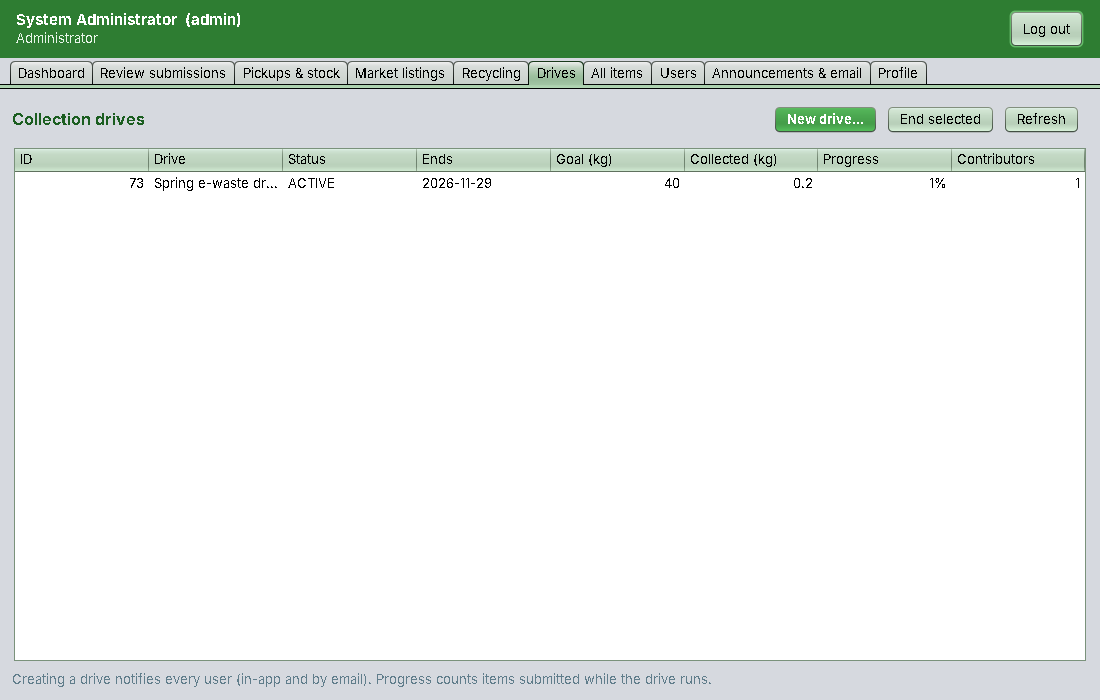 System Administrator (admin)
Administrator
Log out
Dashboard Review submissions Pickups & stock Market listings Recycling Drives All items Users Announcements & email Profile
Collection drives
New drive... End selected Refresh
ID Drive Status Ends Goal (kg) Collected (kg) Progress Contributors
73 Spring e-waste dr... ACTIVE 2026-11-29 40 0.2 1% 1
Creating a drive notifies every user (in-app and by email). Progress counts items submitted while the drive runs.